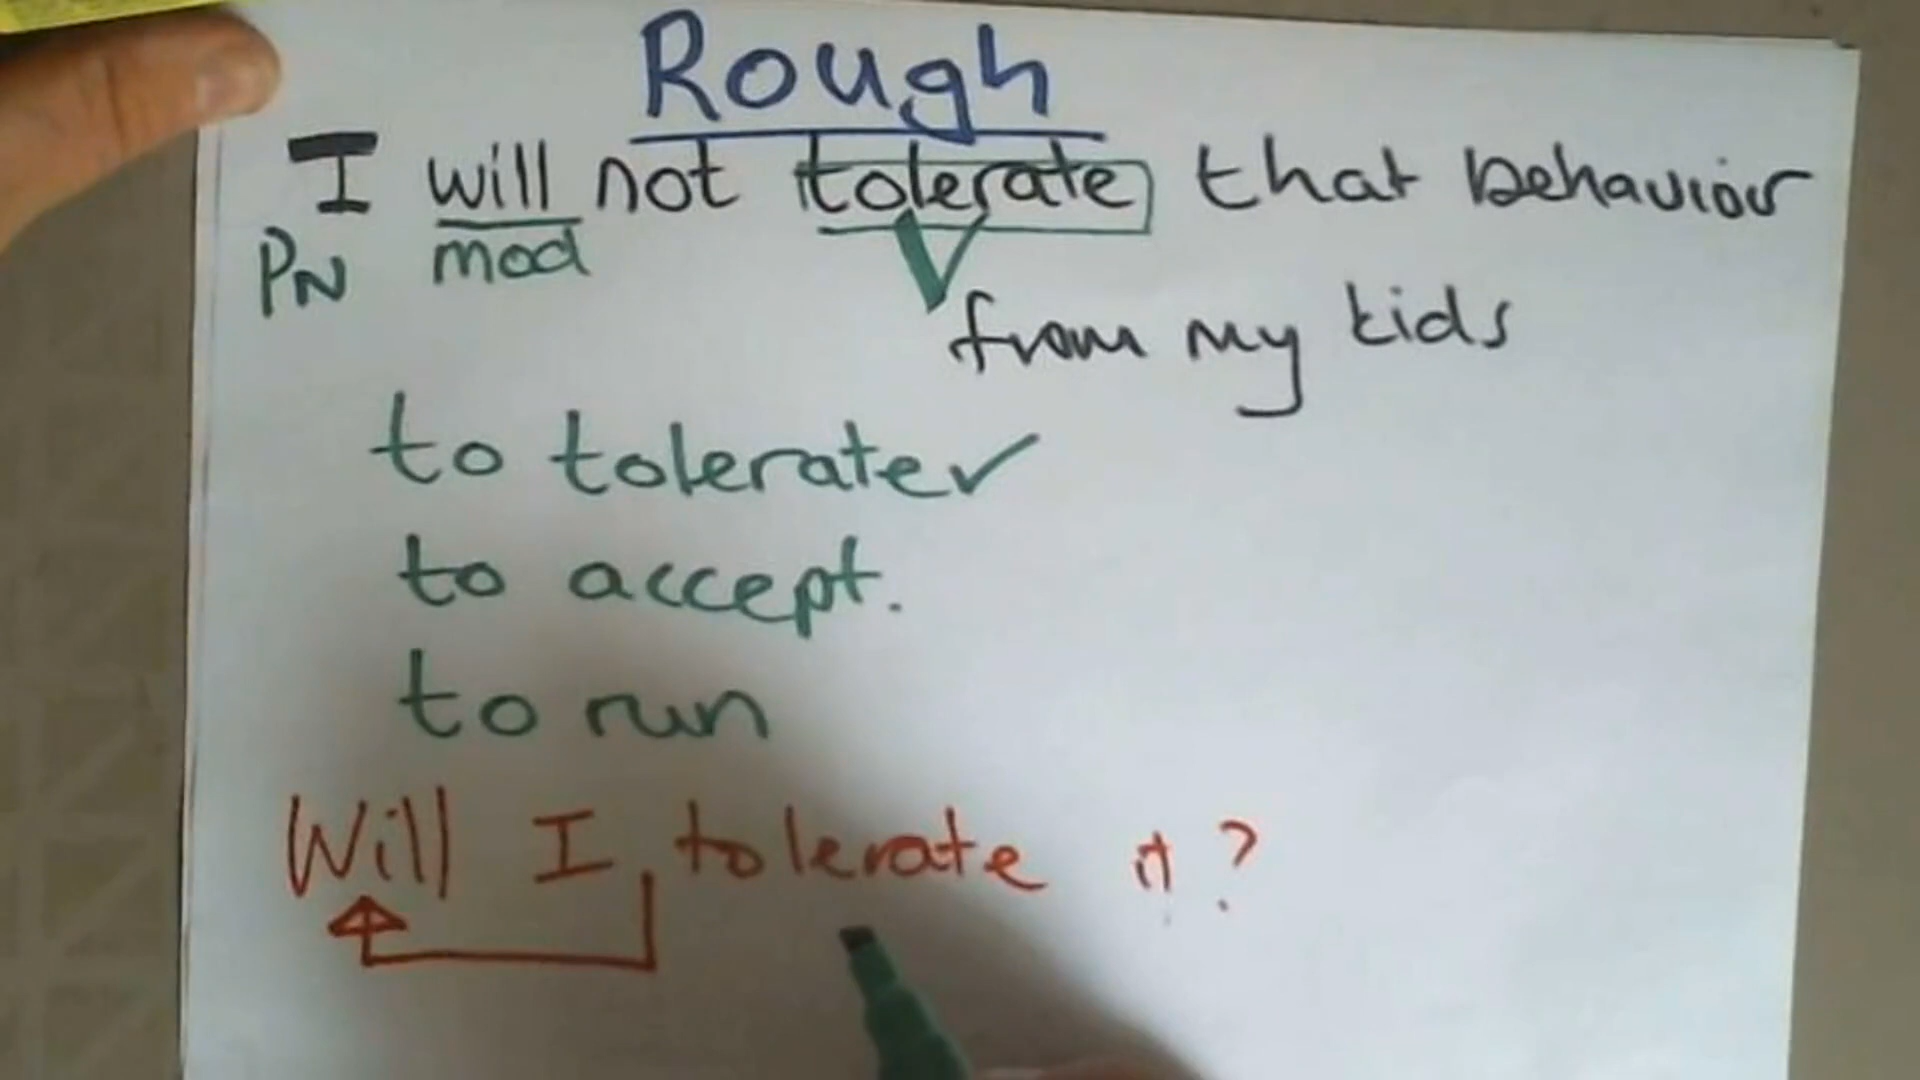 Rough
I will not tolerate that behavior
PN mod V
from my kids
to tolerate✓
to accept.
to run
Will I tolerate it ?